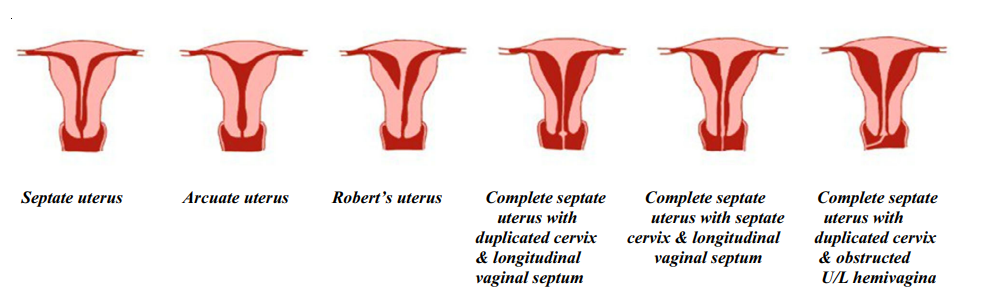 Septate uterus
Arcuate uterus
Robert's uterus
Complete septate
uterus with
duplicated cervix
& longitudinal
vaginal septum
Complete septate
uterus with septate
cervix & longitudinal
vaginal septum
Complete septate
uterus with
duplicated cervix
& obstructed
U/L hemivagina